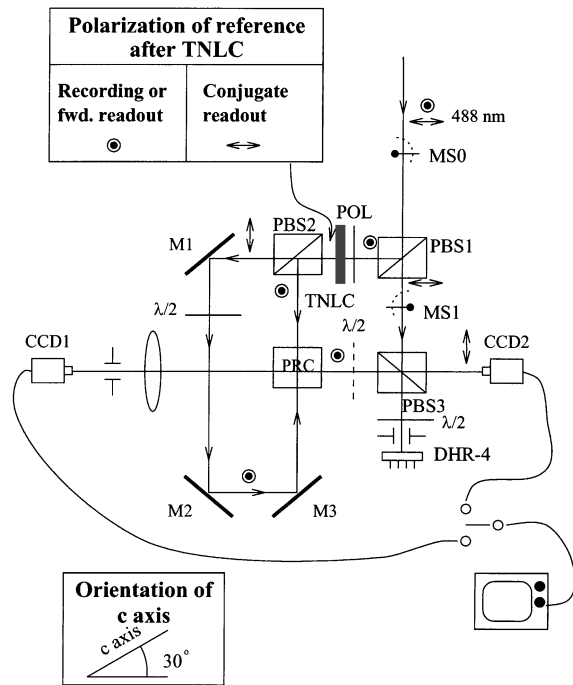 Polarization of reference
after TNLC
Recording or
fwd. readout
Conjugate
readout
488 nm
MS0
POL
PBS2
PBS1
M1
TNLC
MS1
λ/2
λ/2
CCD1
CCD2
PRC
PBS3
λ/2
DHR-4
M2
M3
Orientation of
c axis
c axis
30°